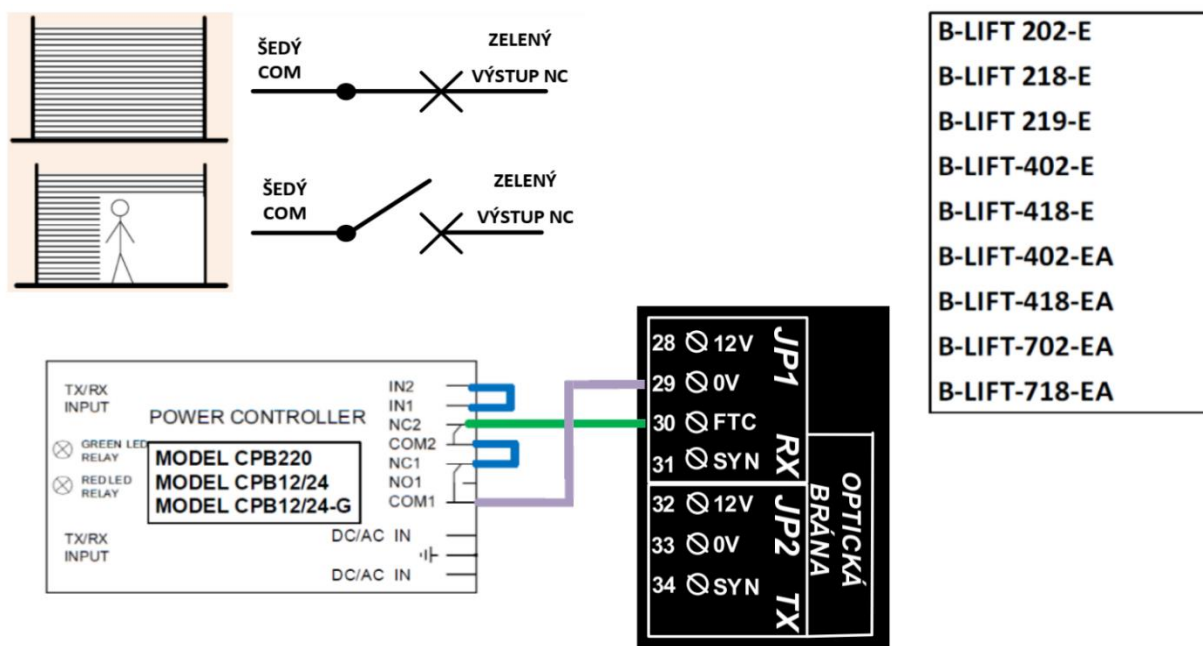 ŠEDÝ
COM
ZELENÝ
VÝSTUP NC
ŠEDÝ
COM
ZELENÝ
VÝSTUP NC
B-LIFT 202-E
B-LIFT 218-E
B-LIFT 219-E
B-LIFT-402-E
B-LIFT-418-E
B-LIFT-402-EA
B-LIFT-418-EA
B-LIFT-702-EA
B-LIFT-718-EA
TX/RX
INPUT
POWER CONTROLLER
GREEN LED
RELAY
RED LED
RELAY
MODEL CPB220
MODEL CPB12/24
MODEL CPB12/24-G
TX/RX
INPUT
IN2
IN1
NC2
COM2
NC1
NO1
COM1
DC/AC IN
DC/AC IN
28 12V
29 0V
30 FTC
31 SYN
JP1 RX
32 12V
33 0V
34 SYN
JP2 TX
OPTICKÁ
BRÁNA